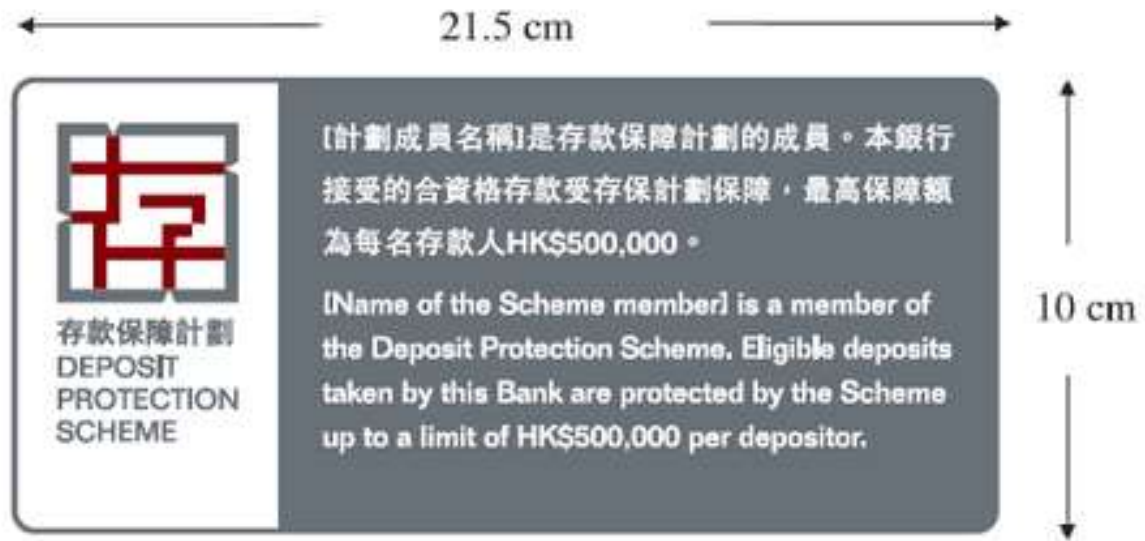 21.5 cm
[計劃成員名稱]是存款保障計劃的成員。本銀行
接受的合資格存款受存保計劃保障，最高保障額
為每名存款人HK$500,000。
[Name of the Scheme member] is a member of
the Deposit Protection Scheme. Eligible deposits
taken by this Bank are protected by the Scheme
up to a limit of HK$500,000 per depositor.
存
存款保障計劃
DEPOSIT
PROTECTION
SCHEME
10 cm